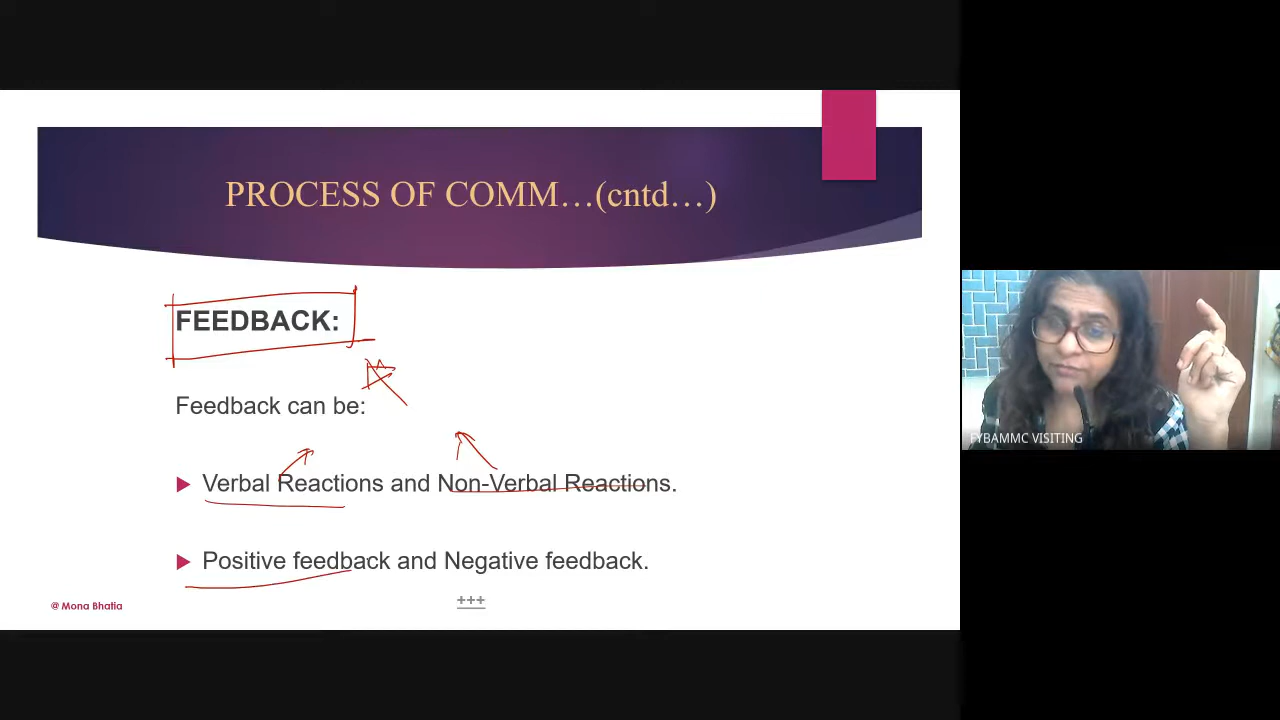 PROCESS OF COMM…(cntd…)
FEEDBACK:
Feedback can be:
Verbal Reactions and Non-Verbal Reactions.
Positive feedback and Negative feedback.
@ Mona Bhatia
+++
FYBAMMC VISITING